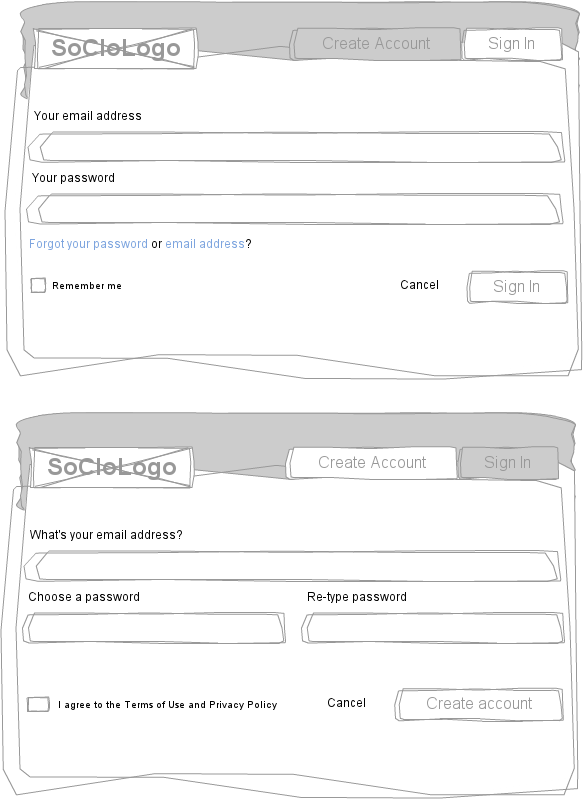 SoCloLogo
Create Account
Sign In
Your email address
Your password
Forgot your password or email address?
Remember me
Cancel
Sign In
SoCloLogo
Create Account
Sign In
What's your email address?
Choose a password
Re-type password
I agree to the Terms of Use and Privacy Policy
Cancel
Create account